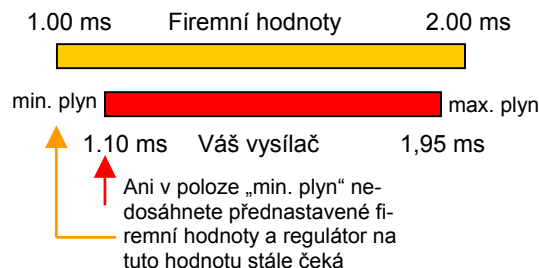 1.00 ms Firemní hodnoty 2.00 ms
min. plyn max. plyn
1.10 ms Váš vysílač 1,95 ms
Ani v poloze „min. plyn“ ne-
dosáhnete přednastavené fi-
remní hodnoty a regulátor na
tuto hodnotu stále čeká